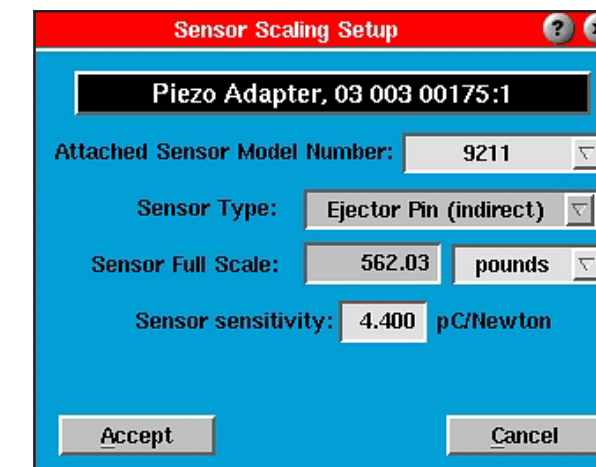 Sensor Scaling Setup ?
Piezo Adapter, 03 003 00175:1
Attached Sensor Model Number: 9211
Sensor Type: Ejector Pin (indirect)
Sensor Full Scale: 562.03 pounds
Sensor sensitivity: 4.400 pC/Newton
Accept Cancel